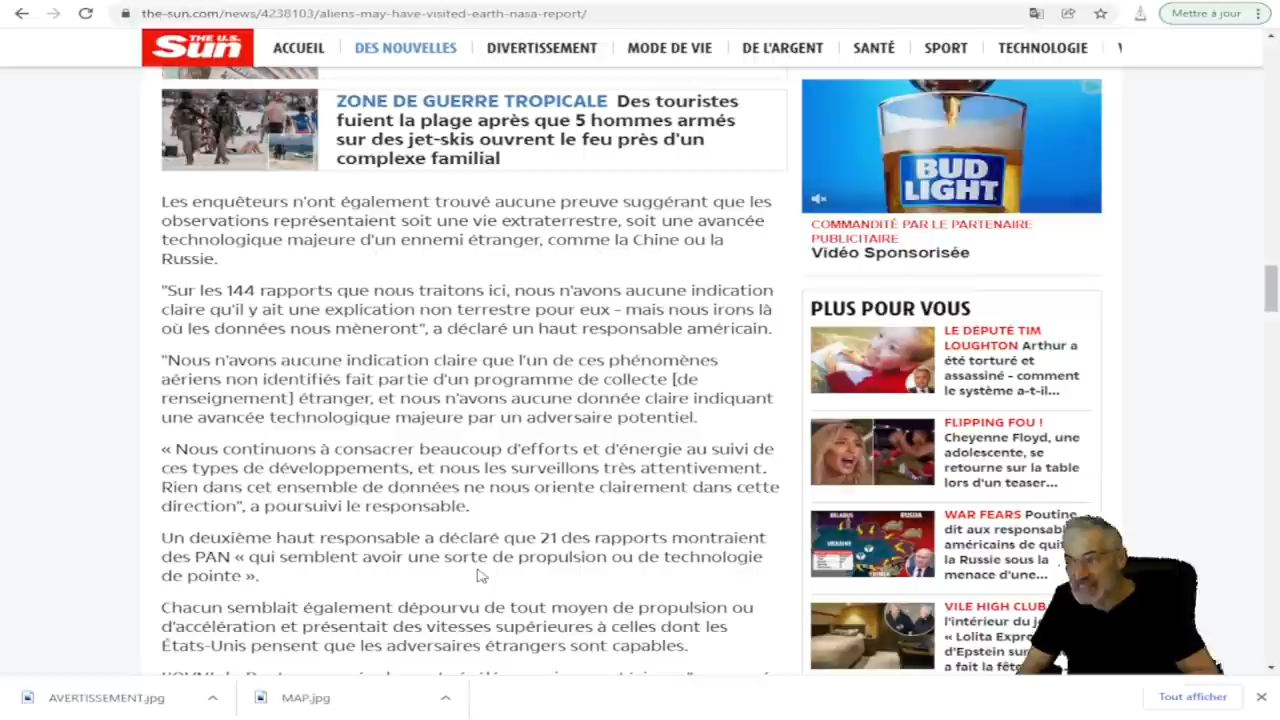 the-sun.com/news/4238103/aliens-may-have-visited-earth-nasa-report/
Mettre à jour
THE U.S. Sun
ACCUEIL
DES NOUVELLES
DIVERTISSEMENT
MODE DE VIE
DE L'ARGENT
SANTÉ
SPORT
TECHNOLOGIE
ZONE DE GUERRE TROPICALE Des touristes
fuient la plage après que 5 hommes armés
sur des jet-skis ouvrent le feu près d'un
complexe familial
Les enquêteurs n'ont également trouvé aucune preuve suggérant que les
observations représentaient soit une vie extraterrestre, soit une avancée
technologique majeure d'un ennemi étranger, comme la Chine ou la
Russie.
"Sur les 144 rapports que nous traitons ici, nous n'avons aucune indication
claire qu'il y ait une explication non terrestre pour eux - mais nous irons là
où les données nous mèneront", a déclaré un haut responsable américain.
"Nous n'avons aucune indication claire que l'un de ces phénomènes
aériens non identifiés fait partie d'un programme de collecte [de
renseignement] étranger, et nous n'avons aucune donnée claire indiquant
une avancée technologique majeure par un adversaire potentiel.
« Nous continuons à consacrer beaucoup d'efforts et d'énergie au suivi de
ces types de développements, et nous les surveillons très attentivement.
Rien dans cet ensemble de données ne nous oriente clairement dans cette
direction", a poursuivi le responsable.
Un deuxième haut responsable a déclaré que 21 des rapports montraient
des PAN « qui semblent avoir une sorte de propulsion ou de technologie
de pointe ».
Chacun semblait également dépourvu de tout moyen de propulsion ou
d'accélération et présentait des vitesses supérieures à celles dont les
États-Unis pensent que les adversaires étrangers sont capables.
BUD
LIGHT
COMMANDITÉ PAR LE PARTENAIRE
PUBLICITAIRE
Vidéo Sponsorisée
PLUS POUR VOUS
LE DÉPUTÉ TIM
LOUGHTON Arthur a
été torturé et
assassiné - comment
le système a-t-il...
FLIPPING FOU !
Cheyenne Floyd, une
adolescente, se
retourne sur la table
lors d'un teaser...
BELARUS
RUSSIA
UKRAINE
WAR FEARS Poutine
dit aux responsab
américains de quit
la Russie sous la
menace d'une...
VILE HIGH CLUB
l'intérieur du j
« Lolita Expr
d'Epstein su
a fait la fêt
AVERTISSEMENT.jpg
MAP.jpg
Tout afficher